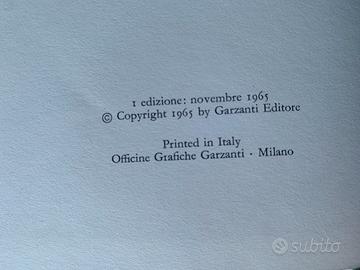 1 edizione: novembre 1965
© Copyright 1965 by Garzanti Editore
Printed in Italy
Officine Grafiche Garzanti · Milano
subito